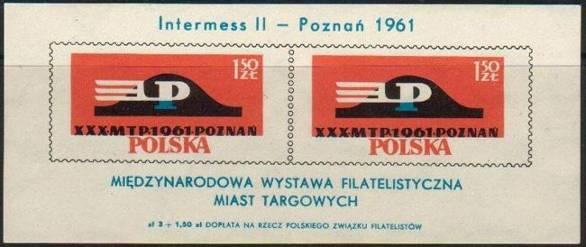 Intermess II – Poznań 1961
1 50 ZŁ
P
XXX·MTP·1961·POZNAŃ
POLSKA
1 50 ZŁ
P
XXX·MTP·1961·POZNAŃ
POLSKA
MIĘDZYNARODOWA WYSTAWA FILATELISTYCZNA
MIAST TARGOWYCH
zł 3 + 1,50 zł DOPŁATA NA RZECZ POLSKIEGO ZWIĄZKU FILATELISTÓW